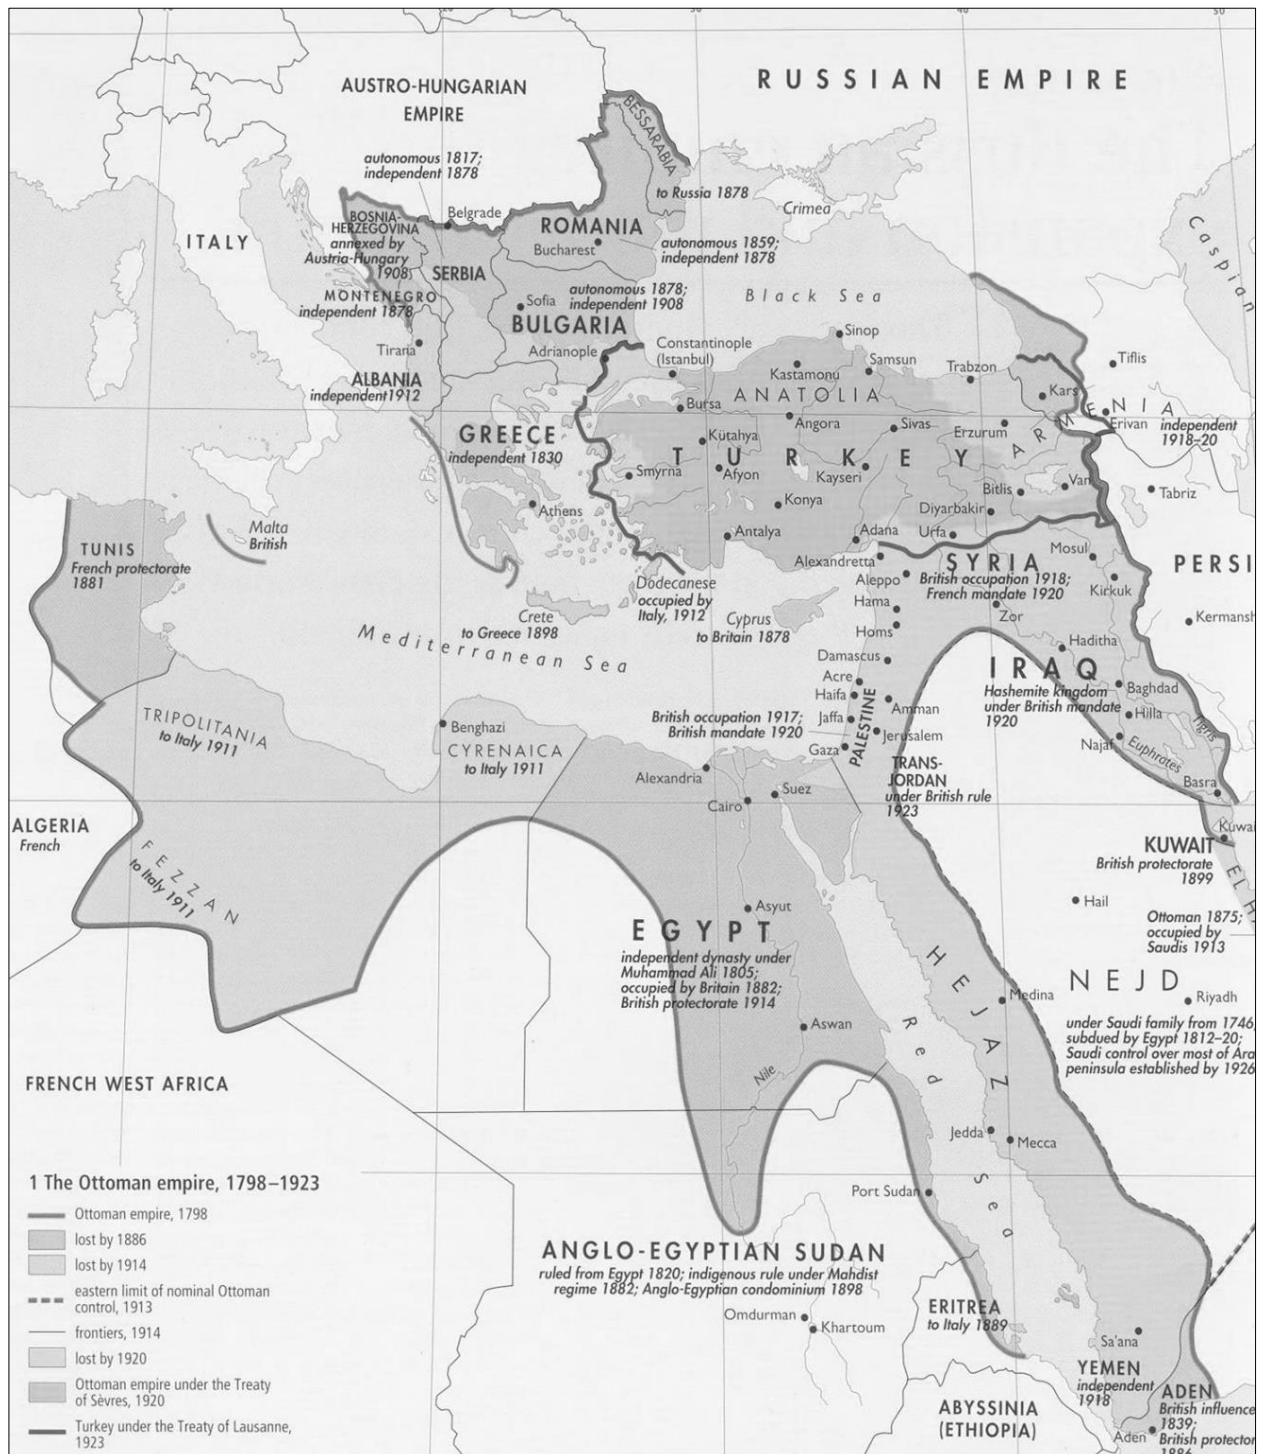 40
50
AUSTRO-HUNGARIAN
EMPIRE
RUSSIAN EMPIRE
BESSARABIA
to Russia 1878
autonomous 1817;
independent 1878
Crimea
Caspian
ITALY
BOSNIA-
HERZEGOVINA
annexed by
Austria-Hungary
1908
Belgrade
ROMANIA
Bucharest
autonomous 1859;
independent 1878
SERBIA
MONTENEGRO
independent 1878
autonomous 1878;
independent 1908
Sofia
BULGARIA
Black Sea
Tirana
Adrianople
Constantinople
(Istanbul)
Sinop
Kastamonu
Samsun
Trabzon
Tiflis
ALBANIA
independent 1912
ANATOLIA
Kars
Bursa
Angora
Sivas
Erzurum
ARMENIA
Erivan
independent
1918–20
GREECE
independent 1830
Kütahya
TURKEY
Smyrna
Afyon
Kayseri
Bitlis
Van
Tabriz
Athens
Konya
Diyarbakir
Malta
British
Antalya
Adana
Urfa
TUNIS
French protectorate
1881
Alexandretta
SYRIA
British occupation 1918;
French mandate 1920
Mosul
PERSI
Aleppo
Kirkuk
Dodecanese
occupied by
Italy, 1912
Crete
to Greece 1898
Cyprus
to Britain 1878
Hama
Homs
Zor
Kermansh
Mediterranean Sea
Haditha
Damascus
IRAQ
Hashemite kingdom
under British mandate
1920
Acre
Haifa
Baghdad
Amman
Hilla
TRIPOLITANIA
to Italy 1911
Benghazi
British occupation 1917;
British mandate 1920
Jaffa
PALESTINE
Jerusalem
Najaf
Tigris
Euphrates
CYRENAICA
to Italy 1911
Gaza
Alexandria
Suez
Cairo
TRANS-
JORDAN
under British rule
1923
Basra
ALGERIA
French
Kuwai
KUWAIT
British protectorate
1899
EL H
FEZZAN
to Italy 1911
Asyut
Hail
Ottoman 1875;
occupied by
Saudis 1913
EGYPT
independent dynasty under
Muhammad Ali 1805;
occupied by Britain 1882;
British protectorate 1914
HEJAZ
NEJD
Medina
Riyadh
under Saudi family from 1746,
subdued by Egypt 1812–20;
Saudi control over most of Ara
peninsula established by 1926
Aswan
Red Sea
Nile
FRENCH WEST AFRICA
Jedda
Mecca
Port Sudan
ANGLO-EGYPTIAN SUDAN
ruled from Egypt 1820; indigenous rule under Mahdist
regime 1882; Anglo-Egyptian condominium 1898
Omdurman
Khartoum
ERITREA
to Italy 1889
Sa'ana
YEMEN
independent
1918
ADEN
British influence
1839;
British protector
1886
Aden
ABYSSINIA
(ETHIOPIA)
1 The Ottoman empire, 1798–1923
Ottoman empire, 1798
lost by 1886
lost by 1914
eastern limit of nominal Ottoman
control, 1913
frontiers, 1914
lost by 1920
Ottoman empire under the Treaty
of Sèvres, 1920
Turkey under the Treaty of Lausanne,
1923